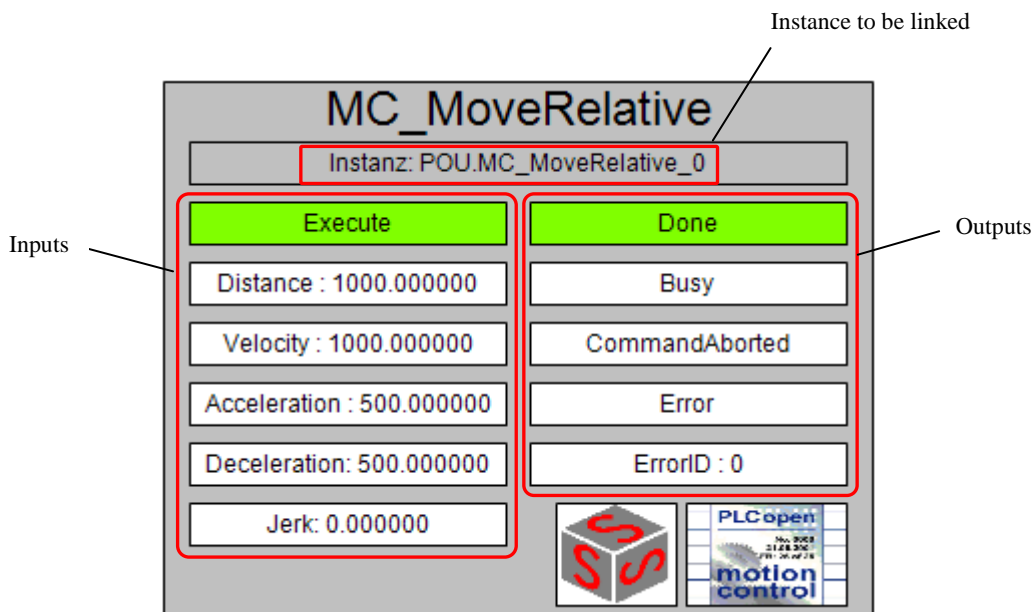 Instance to be linked
MC_MoveRelative
Instanz: POU.MC_MoveRelative_0
Inputs
Outputs
Execute
Distance : 1000.000000
Velocity : 1000.000000
Acceleration : 500.000000
Deceleration: 500.000000
Jerk: 0.000000
Done
Busy
CommandAborted
Error
ErrorID : 0
S
S
S
S
PLCopen
motion
control